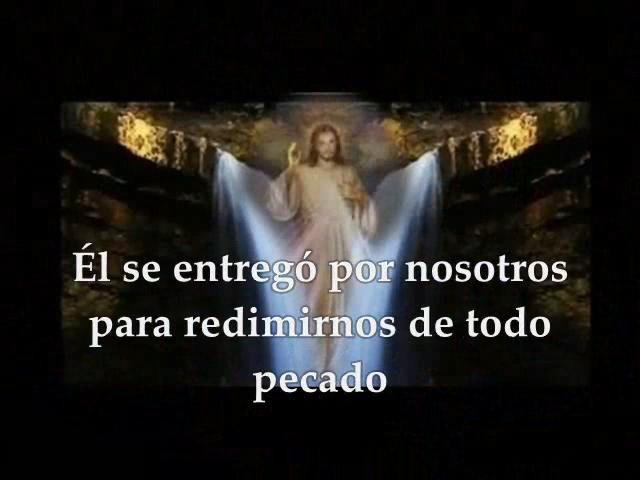 Él se entregó por nosotros
para redimirnos de todo
pecado